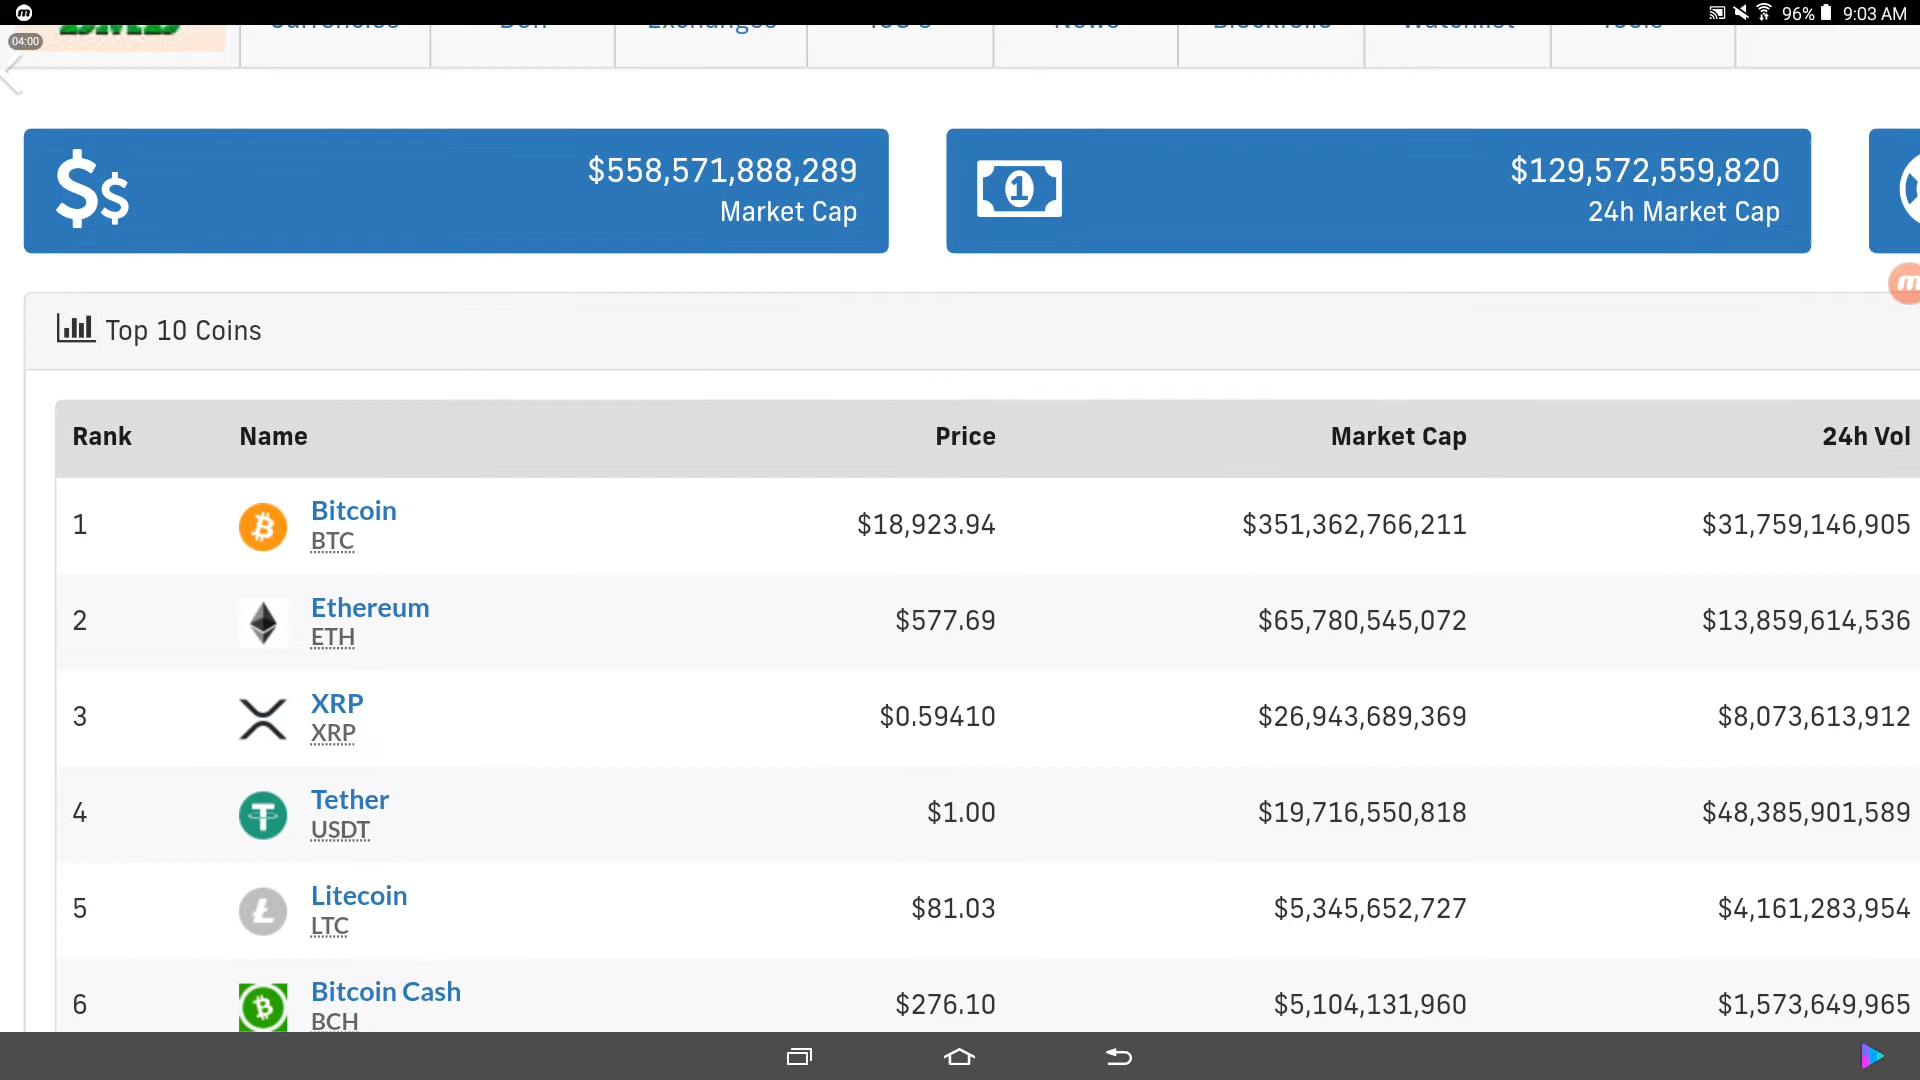 96% 9:03 AM
04:00
$558,571,888,289
Market Cap
$129,572,559,820
24h Market Cap
Top 10 Coins
Rank Name Price Market Cap 24h Vol
1 Bitcoin $18,923.94 $351,362,766,211 $31,759,146,905
BTC
2 Ethereum $577.69 $65,780,545,072 $13,859,614,536
ETH
3 XRP $0.59410 $26,943,689,369 $8,073,613,912
XRP
4 Tether $1.00 $19,716,550,818 $48,385,901,589
USDT
5 Litecoin $81.03 $5,345,652,727 $4,161,283,954
LTC
6 Bitcoin Cash $276.10 $5,104,131,960 $1,573,649,965
BCH